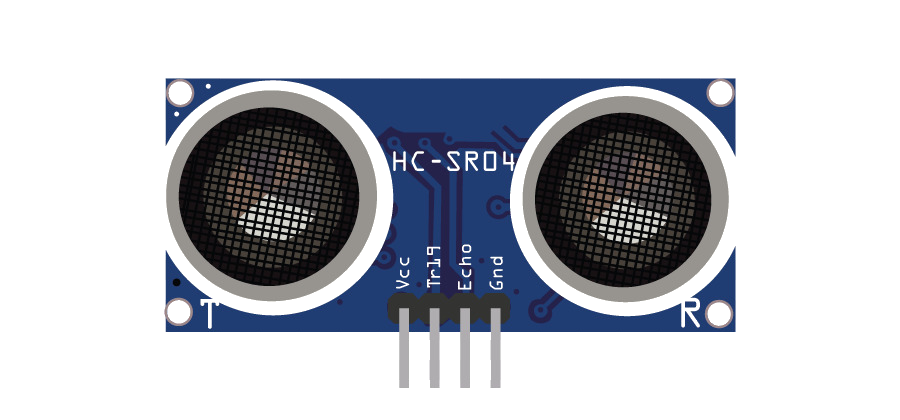 HC-SR04
Vcc
Trig
Echo
Gnd
T
R